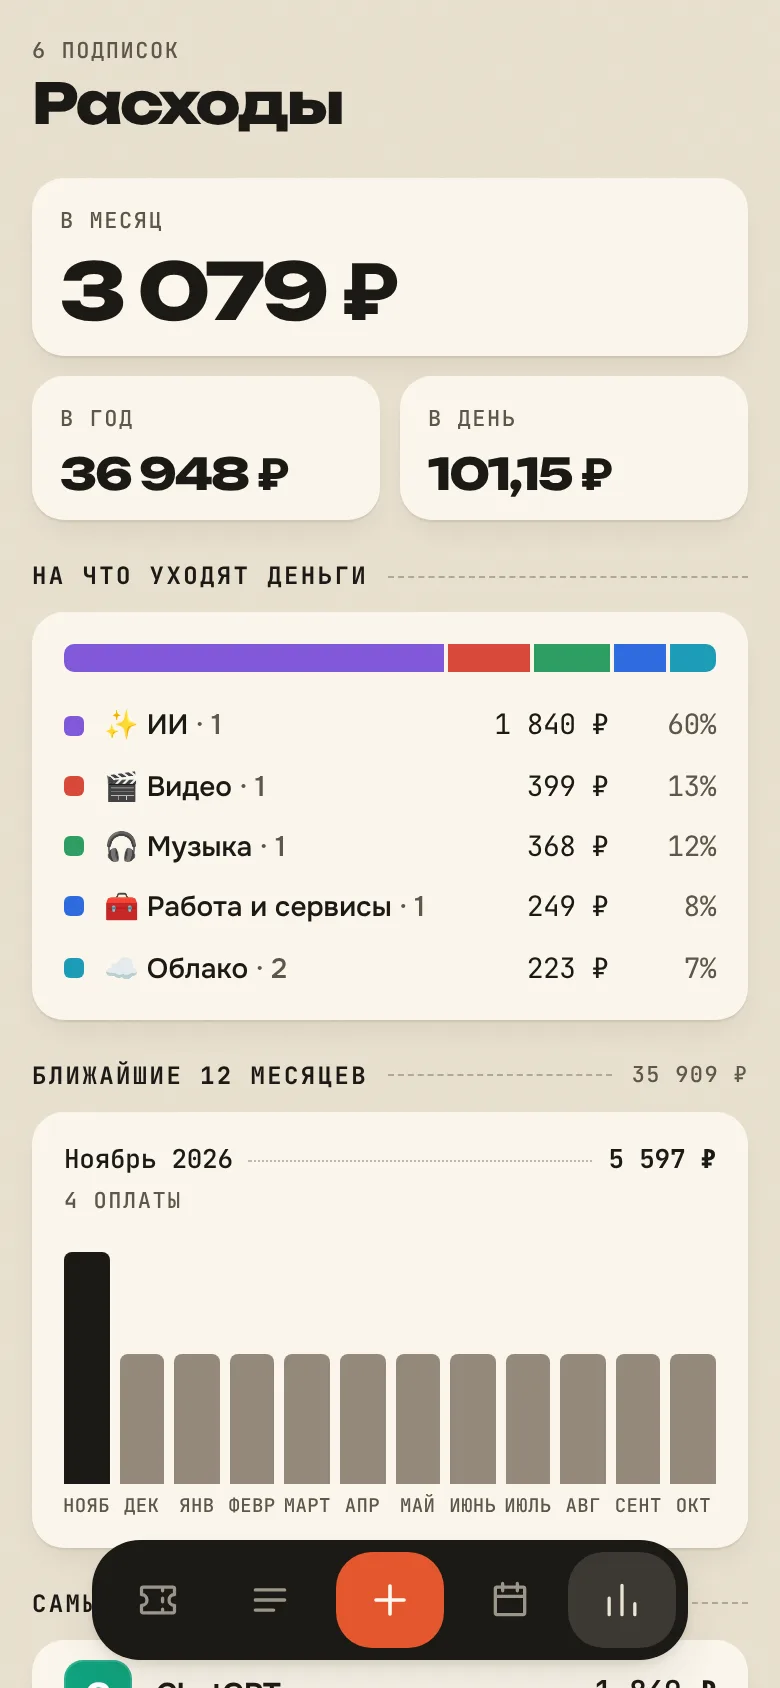 6 ПОДПИСОК
Расходы
В МЕСЯЦ
3 079 ₽
В ГОД
36 948 ₽
В ДЕНЬ
101,15 ₽
НА ЧТО УХОДЯТ ДЕНЬГИ
ИИ · 1 1 840 ₽ 60%
Видео · 1 399 ₽ 13%
Музыка · 1 368 ₽ 12%
Работа и сервисы · 1 249 ₽ 8%
Облако · 2 223 ₽ 7%
БЛИЖАЙШИЕ 12 МЕСЯЦЕВ 35 909 ₽
Ноябрь 2026 5 597 ₽
4 ОПЛАТЫ
НОЯБ ДЕК ЯНВ ФЕВР МАРТ АПР МАЙ ИЮНЬ ИЮЛЬ АВГ СЕНТ ОКТ